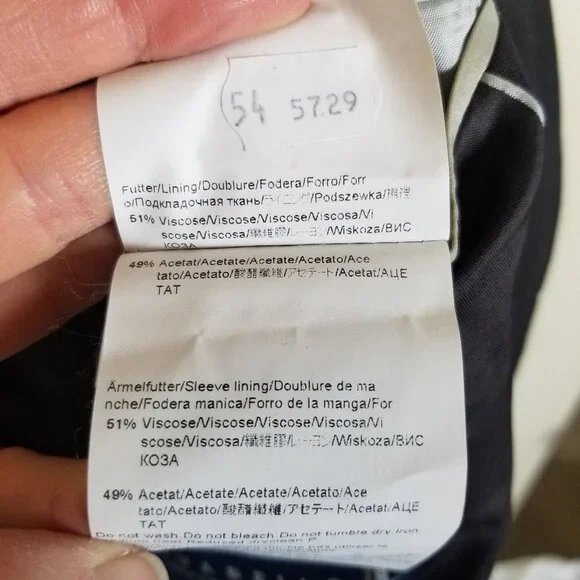 54 57.29
Futter/Lining/Doublure/Fodera/Forro/Forr
o/Подкладочная ткань/ライニング/Podszewka/襯裡
51% Viscose/Viscose/Viscose/Viscosa/Vi
scose/Viscosa/纖維膠/レーヨン/Wiskoza/ВИС
КОЗА
49% Acetat/Acetate/Acetate/Acetato/Ace
tato/Acetato/醋酸纖維/アセテート/Acetat/АЦЕ
ТАТ
Ärmelfutter/Sleeve lining/Doublure de ma
nche/Fodera manica/Forro de la manga/For
51% Viscose/Viscose/Viscose/Viscosa/Vi
scose/Viscosa/纖維膠/レーヨン/Wiskoza/ВИС
КОЗА
49% Acetat/Acetate/Acetate/Acetato/Ace
tato/Acetato/醋酸纖維/アセテート/Acetat/АЦЕ
ТАТ
Do not wash Do not bleach Do not tumble dry Iron